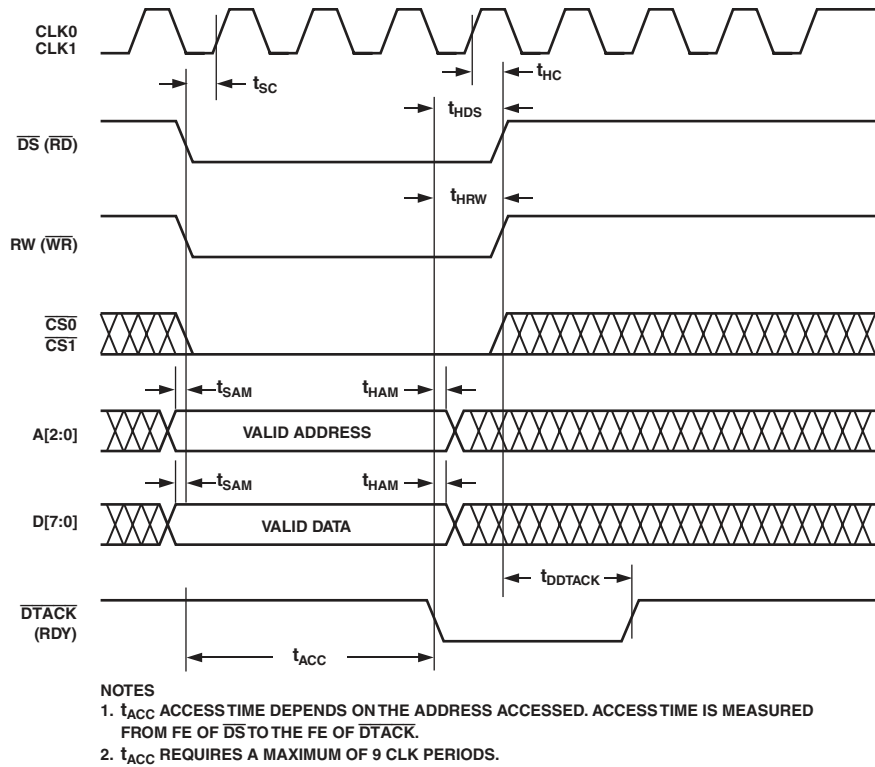 CLK0
CLK1
tSC
tHC
tHDS
DS (RD)
tHRW
RW (WR)
CS0
CS1
tSAM
tHAM
A[2:0]
VALID ADDRESS
tSAM
tHAM
D[7:0]
VALID DATA
tDDTACK
DTACK
(RDY)
tACC
NOTES
1. tACC ACCESS TIME DEPENDS ON THE ADDRESS ACCESSED. ACCESS TIME IS MEASURED
FROM FE OF DS TO THE FE OF DTACK.
2. tACC REQUIRES A MAXIMUM OF 9 CLK PERIODS.